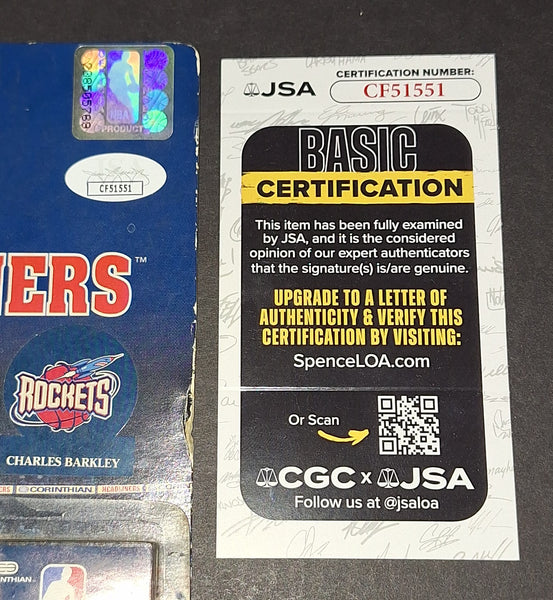 208505789
NBA
PRODUCT
CF51551
NERS™
ROCKETS
CHARLES BARKLEY
CORINTHIAN
HEADLINERS
JSA
CERTIFICATION NUMBER:
CF51551
BASIC
CERTIFICATION
This item has been fully examined
by JSA, and it is the considered
opinion of our expert authenticators
that the signature(s) is/are genuine.
UPGRADE TO A LETTER OF
AUTHENTICITY & VERIFY THIS
CERTIFICATION BY VISITING:
SpenceLOA.com
Or Scan
CGC x JSA
Follow us at @jsaloa